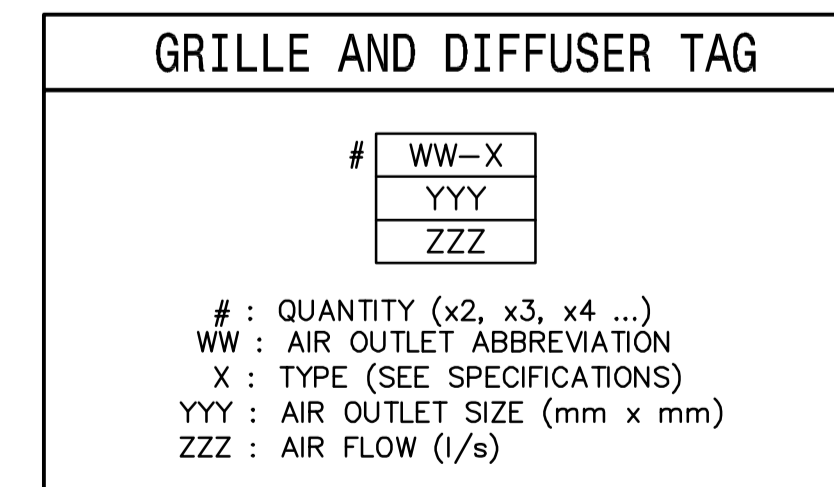 GRILLE AND DIFFUSER TAG
# WW-X
YYY
ZZZ
# : QUANTITY (x2, x3, x4 ...)
WW : AIR OUTLET ABBREVIATION
X : TYPE (SEE SPECIFICATIONS)
YYY : AIR OUTLET SIZE (mm x mm)
ZZZ : AIR FLOW (l/s)